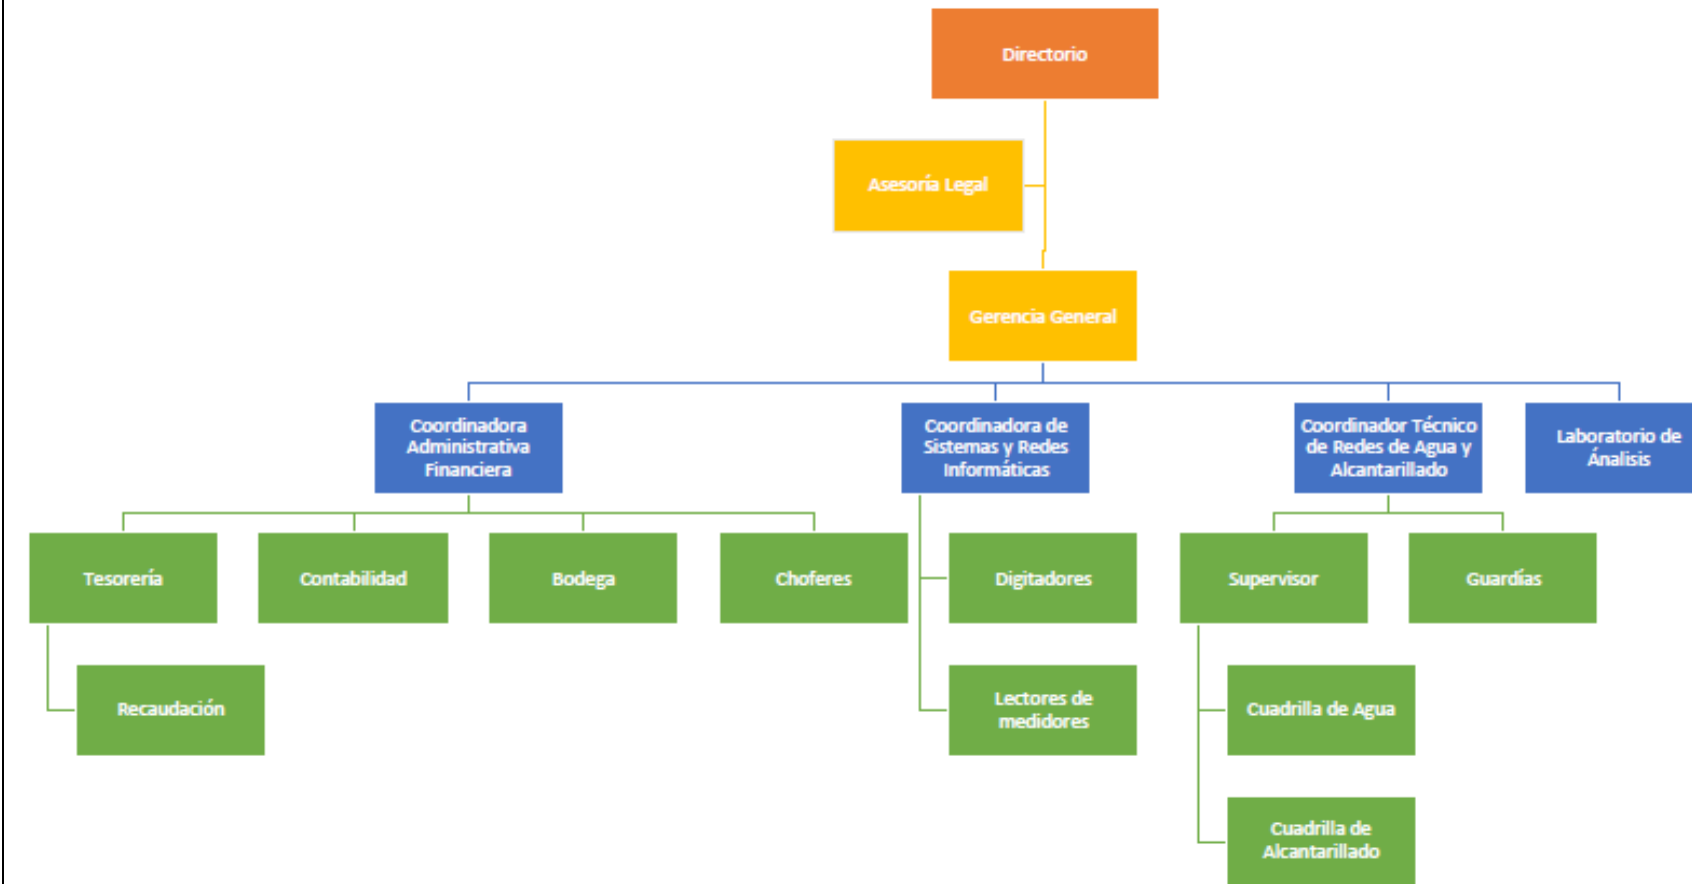 Directorio
Asesoría Legal
Gerencia General
Coordinadora
Administrativa
Financiera
Coordinadora de
Sistemas y Redes
Informáticas
Coordinador Técnico
de Redes de Agua y
Alcantarillado
Laboratorio de
Ánalisis
Tesorería
Contabilidad
Bodega
Choferes
Digitadores
Supervisor
Guardías
Recaudación
Lectores de
medidores
Cuadrilla de Agua
Cuadrilla de
Alcantarillado